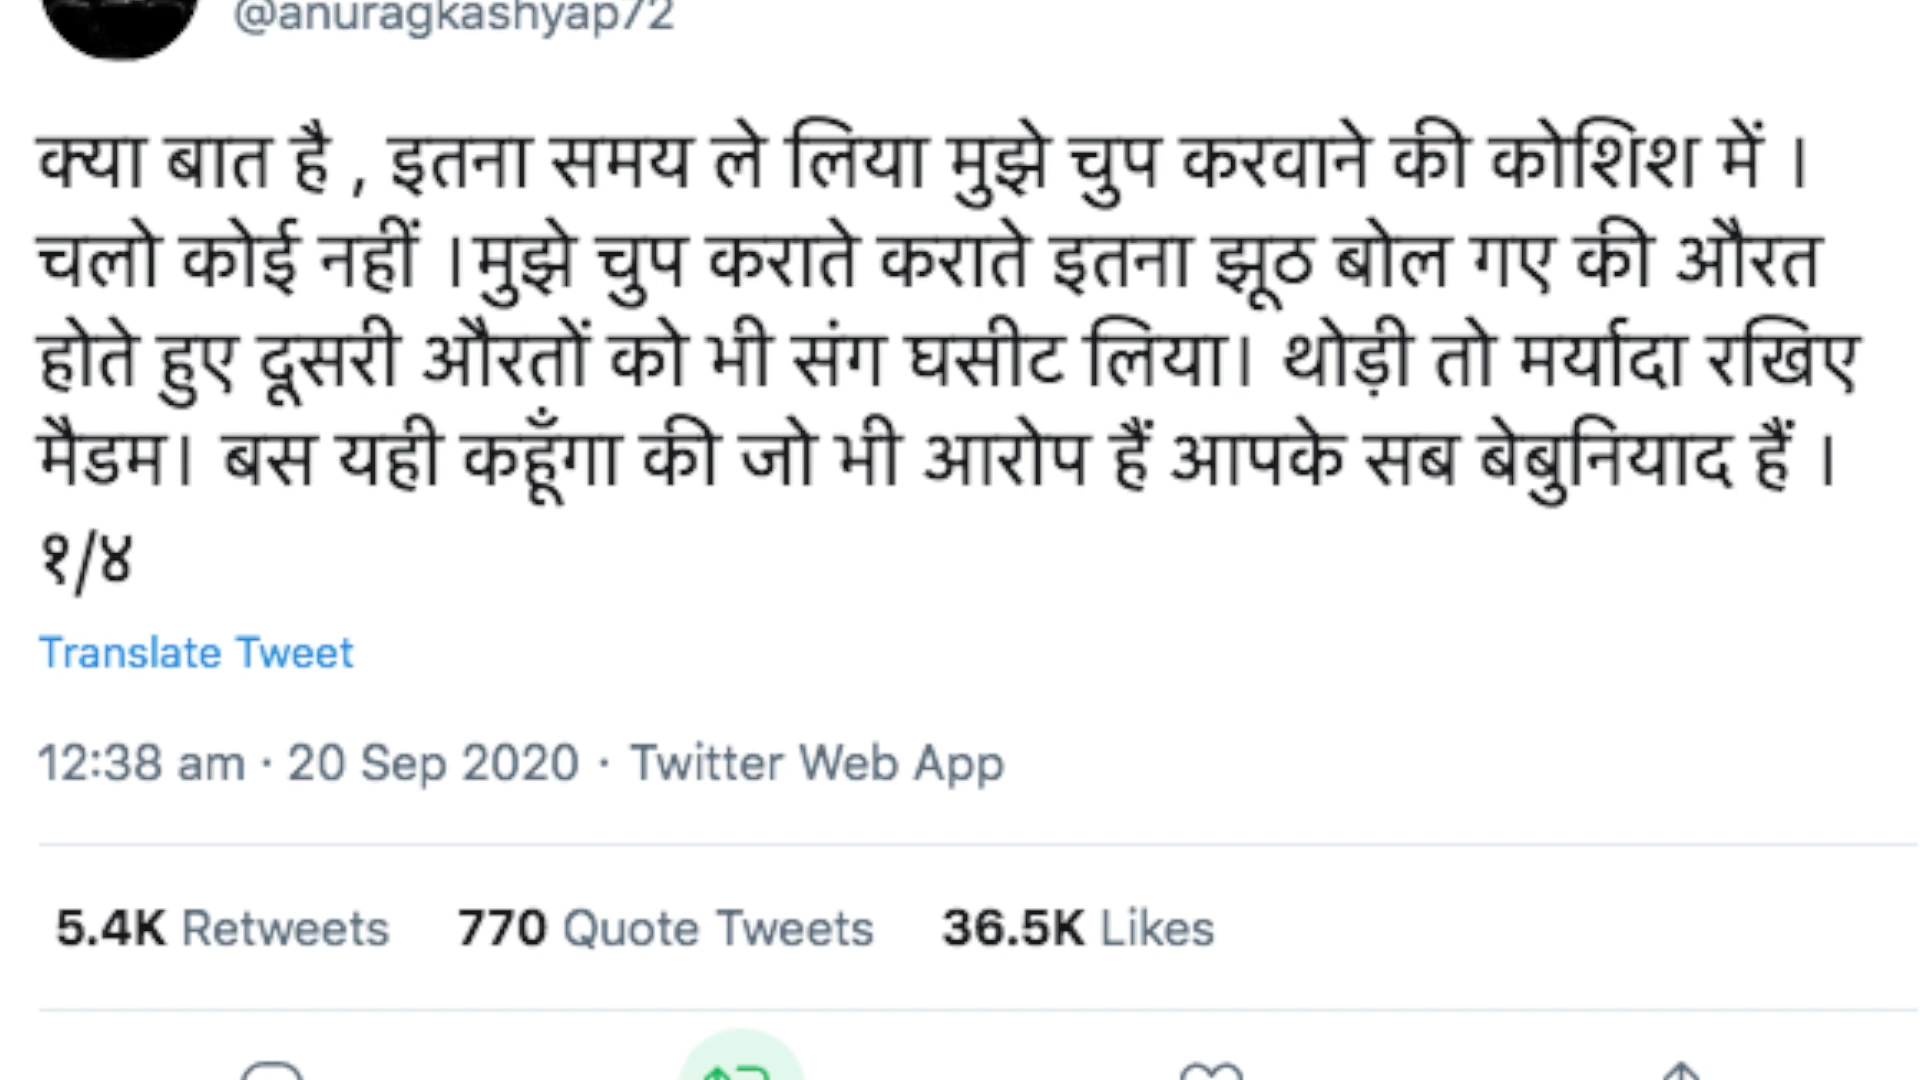 @anuragkashyap72
क्या बात है , इतना समय ले लिया मुझे चुप करवाने की कोशिश में ।
चलो कोई नहीं ।मुझे चुप कराते कराते इतना झूठ बोल गए की औरत
होते हुए दूसरी औरतों को भी संग घसीट लिया। थोड़ी तो मर्यादा रखिए
मैडम। बस यही कहूँगा की जो भी आरोप हैं आपके सब बेबुनियाद हैं ।
१/४
Translate Tweet
12:38 am · 20 Sep 2020 · Twitter Web App
5.4K Retweets 770 Quote Tweets 36.5K Likes